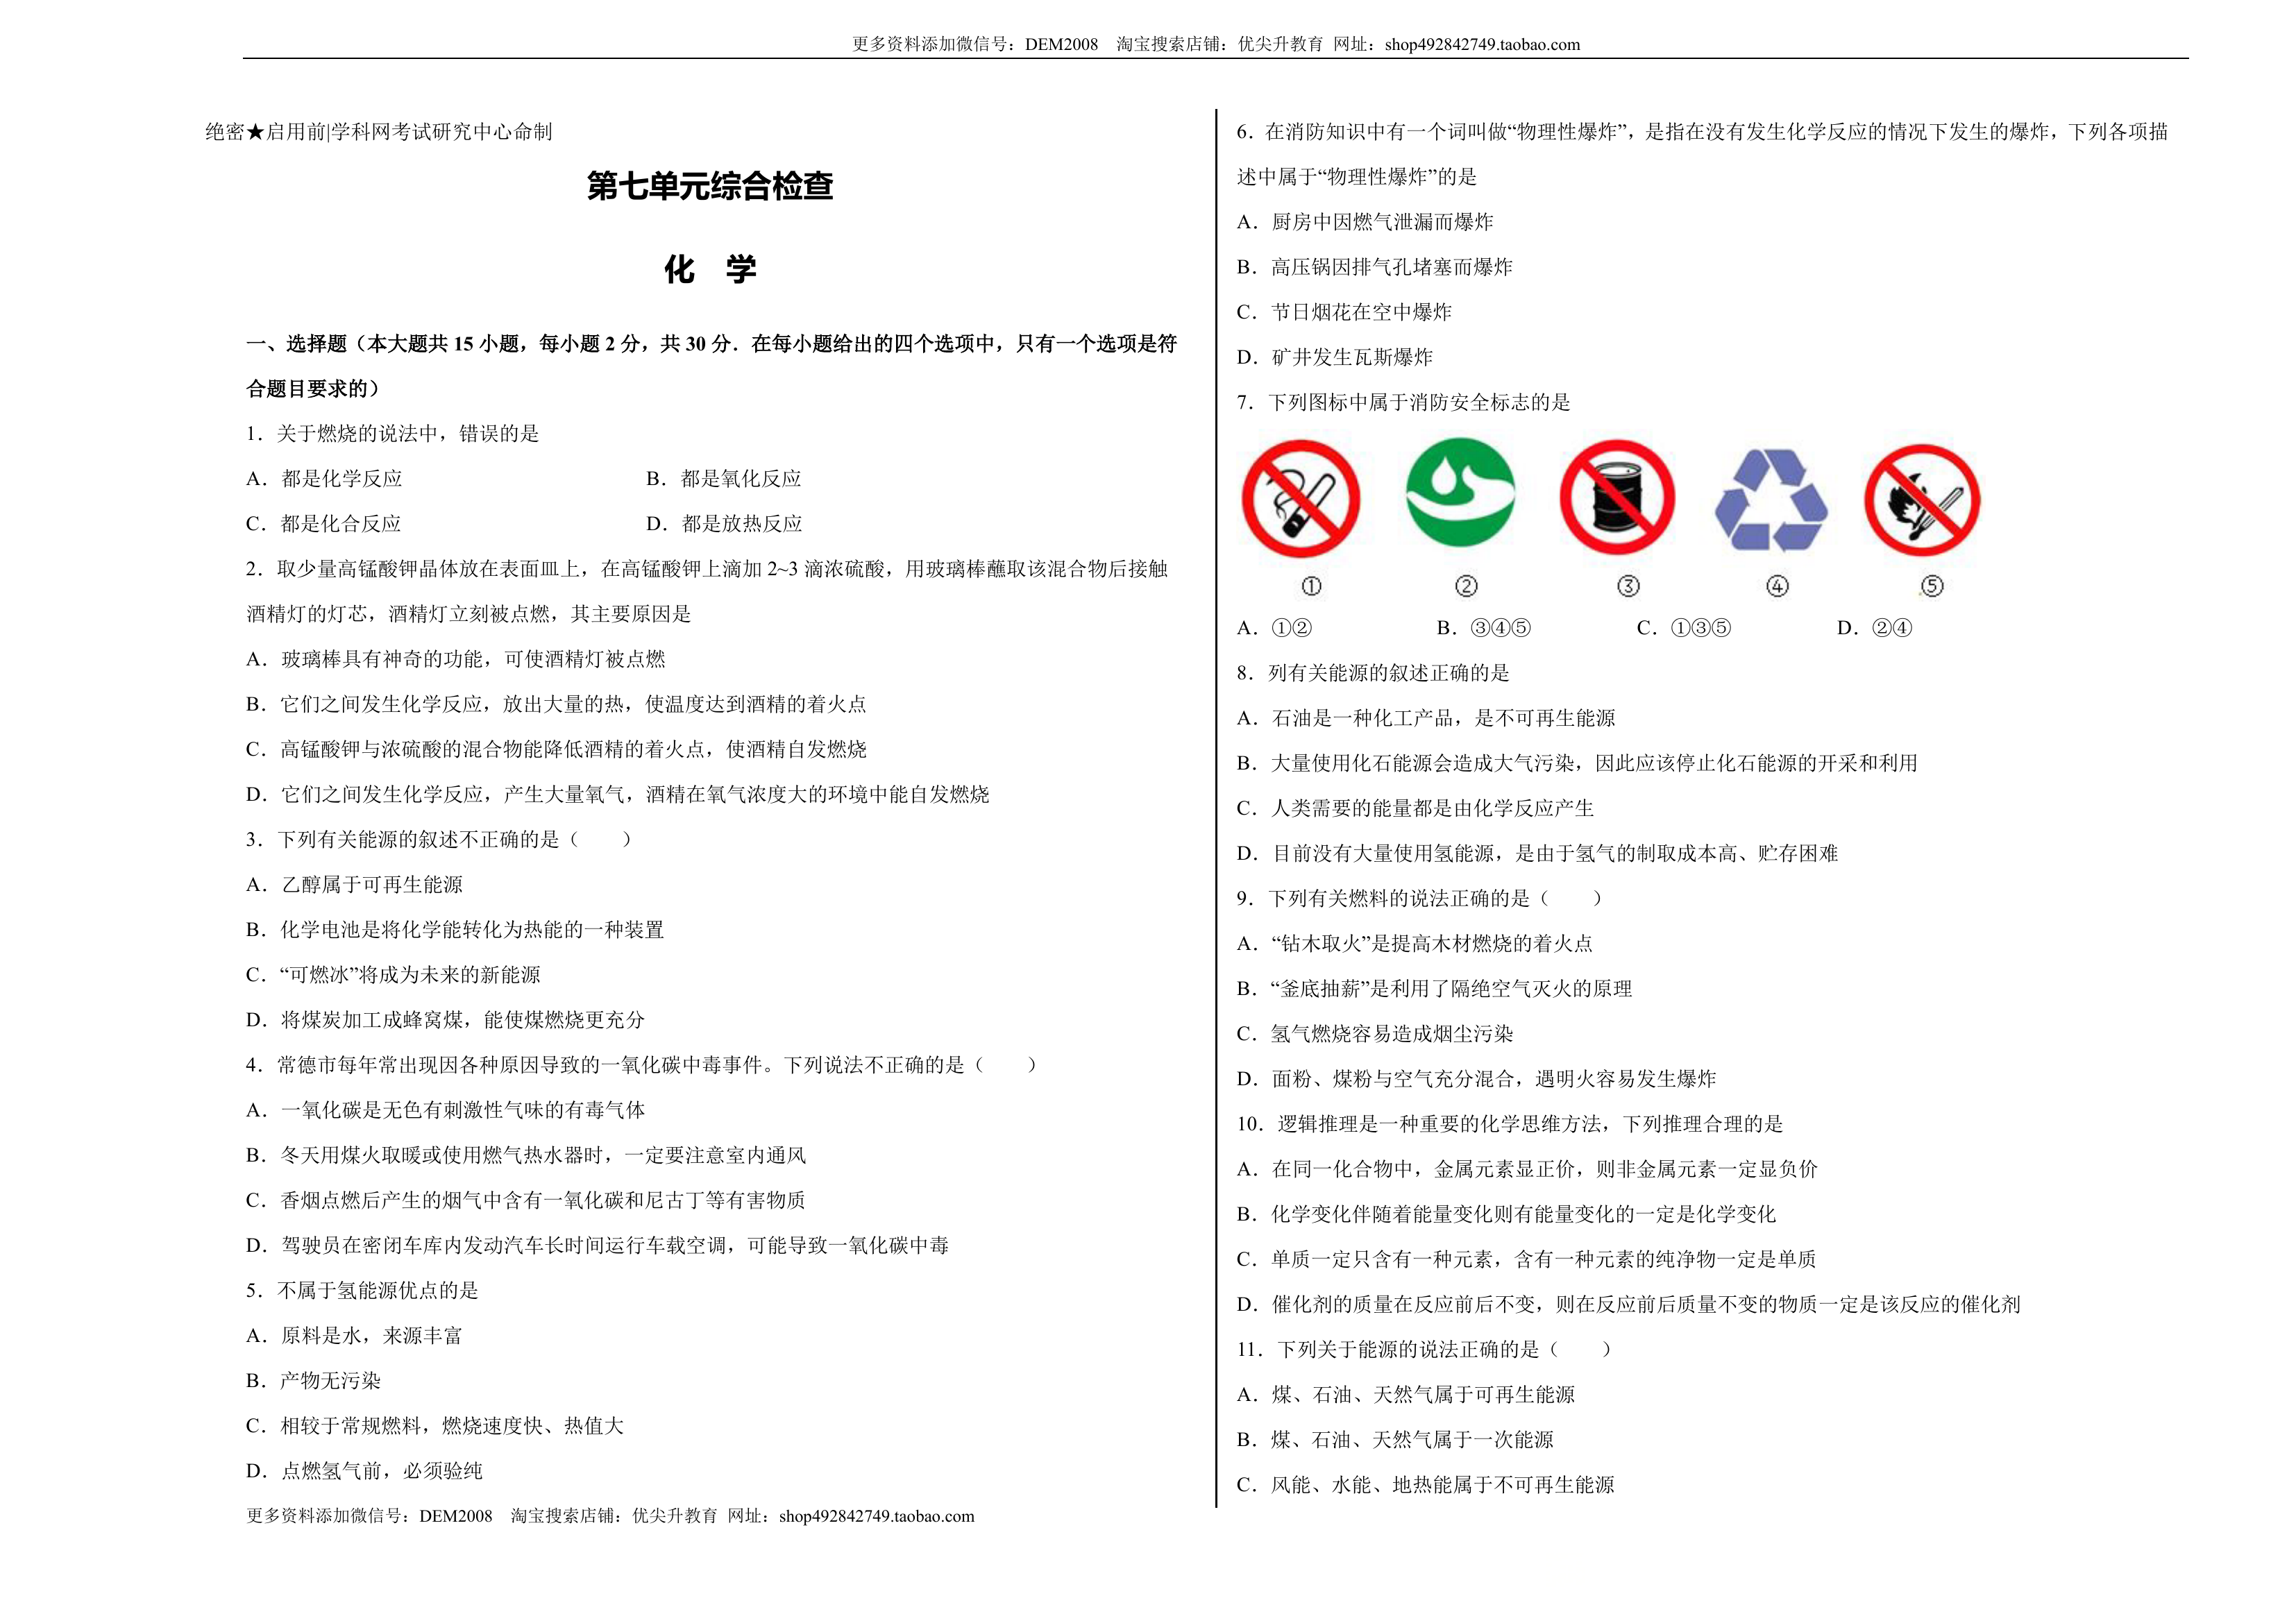 更多资料添加微信号：DEM2008 淘宝搜索店铺：优尖升教育 网址：shop492842749.taobao.com
绝密★启用前|学科网考试研究中心命制
第七单元综合检查
化 学
一、选择题（本大题共 15 小题，每小题 2 分，共 30 分．在每小题给出的四个选项中，只有一个选项是符
合题目要求的）
1．关于燃烧的说法中，错误的是
A．都是化学反应 B．都是氧化反应
C．都是化合反应 D．都是放热反应
2．取少量高锰酸钾晶体放在表面皿上，在高锰酸钾上滴加 2~3 滴浓硫酸，用玻璃棒蘸取该混合物后接触
酒精灯的灯芯，酒精灯立刻被点燃，其主要原因是
A．玻璃棒具有神奇的功能，可使酒精灯被点燃
B．它们之间发生化学反应，放出大量的热，使温度达到酒精的着火点
C．高锰酸钾与浓硫酸的混合物能降低酒精的着火点，使酒精自发燃烧
D．它们之间发生化学反应，产生大量氧气，酒精在氧气浓度大的环境中能自发燃烧
3．下列有关能源的叙述不正确的是（ ）
A．乙醇属于可再生能源
B．化学电池是将化学能转化为热能的一种装置
C．“可燃冰”将成为未来的新能源
D．将煤炭加工成蜂窝煤，能使煤燃烧更充分
4．常德市每年常出现因各种原因导致的一氧化碳中毒事件。下列说法不正确的是（ ）
A．一氧化碳是无色有刺激性气味的有毒气体
B．冬天用煤火取暖或使用燃气热水器时，一定要注意室内通风
C．香烟点燃后产生的烟气中含有一氧化碳和尼古丁等有害物质
D．驾驶员在密闭车库内发动汽车长时间运行车载空调，可能导致一氧化碳中毒
5．不属于氢能源优点的是
A．原料是水，来源丰富
B．产物无污染
C．相较于常规燃料，燃烧速度快、热值大
D．点燃氢气前，必须验纯
6．在消防知识中有一个词叫做“物理性爆炸”，是指在没有发生化学反应的情况下发生的爆炸，下列各项描
述中属于“物理性爆炸”的是
A．厨房中因燃气泄漏而爆炸
B．高压锅因排气孔堵塞而爆炸
C．节日烟花在空中爆炸
D．矿井发生瓦斯爆炸
7．下列图标中属于消防安全标志的是
① ② ③ ④ ⑤
A．①② B．③④⑤ C．①③⑤ D．②④
8．列有关能源的叙述正确的是
A．石油是一种化工产品，是不可再生能源
B．大量使用化石能源会造成大气污染，因此应该停止化石能源的开采和利用
C．人类需要的能量都是由化学反应产生
D．目前没有大量使用氢能源，是由于氢气的制取成本高、贮存困难
9．下列有关燃料的说法正确的是（ ）
A．“钻木取火”是提高木材燃烧的着火点
B．“釜底抽薪”是利用了隔绝空气灭火的原理
C．氢气燃烧容易造成烟尘污染
D．面粉、煤粉与空气充分混合，遇明火容易发生爆炸
10．逻辑推理是一种重要的化学思维方法，下列推理合理的是
A．在同一化合物中，金属元素显正价，则非金属元素一定显负价
B．化学变化伴随着能量变化则有能量变化的一定是化学变化
C．单质一定只含有一种元素，含有一种元素的纯净物一定是单质
D．催化剂的质量在反应前后不变，则在反应前后质量不变的物质一定是该反应的催化剂
11．下列关于能源的说法正确的是（ ）
A．煤、石油、天然气属于可再生能源
B．煤、石油、天然气属于一次能源
C．风能、水能、地热能属于不可再生能源
更多资料添加微信号：DEM2008 淘宝搜索店铺：优尖升教育 网址：shop492842749.taobao.com